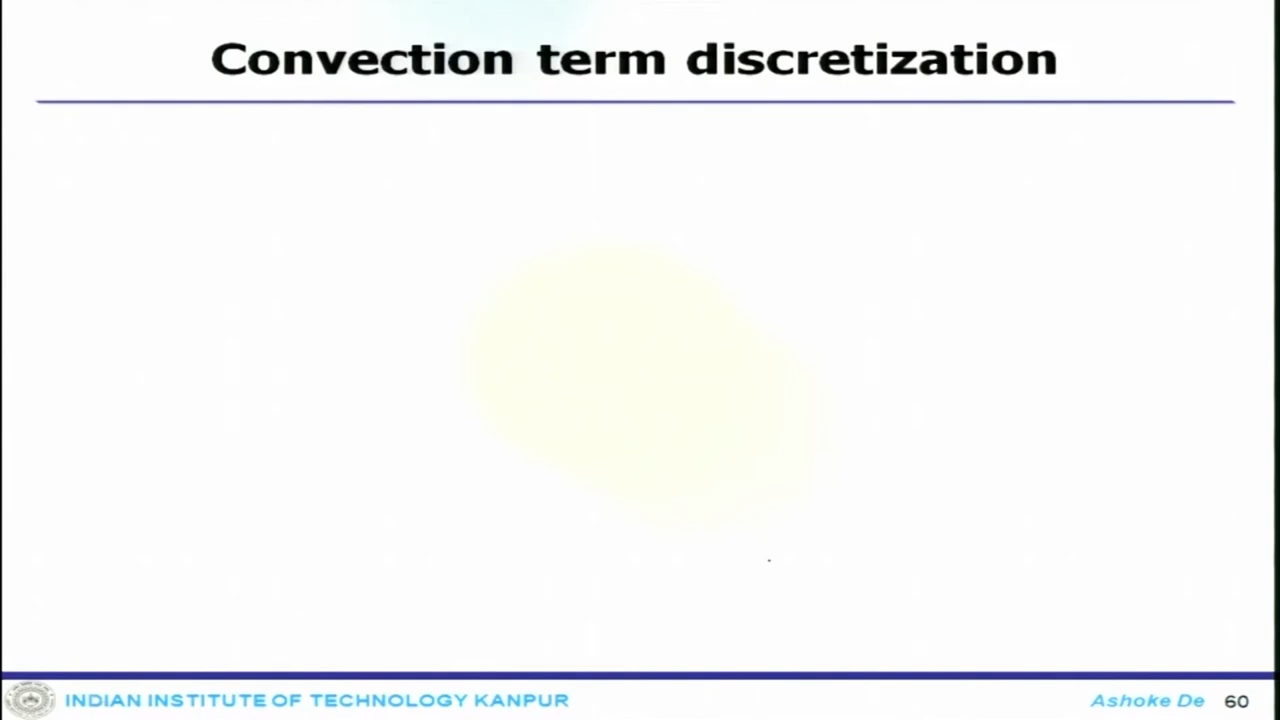 Convection term discretization
INDIAN INSTITUTE OF TECHNOLOGY KANPUR
Ashoke De 60